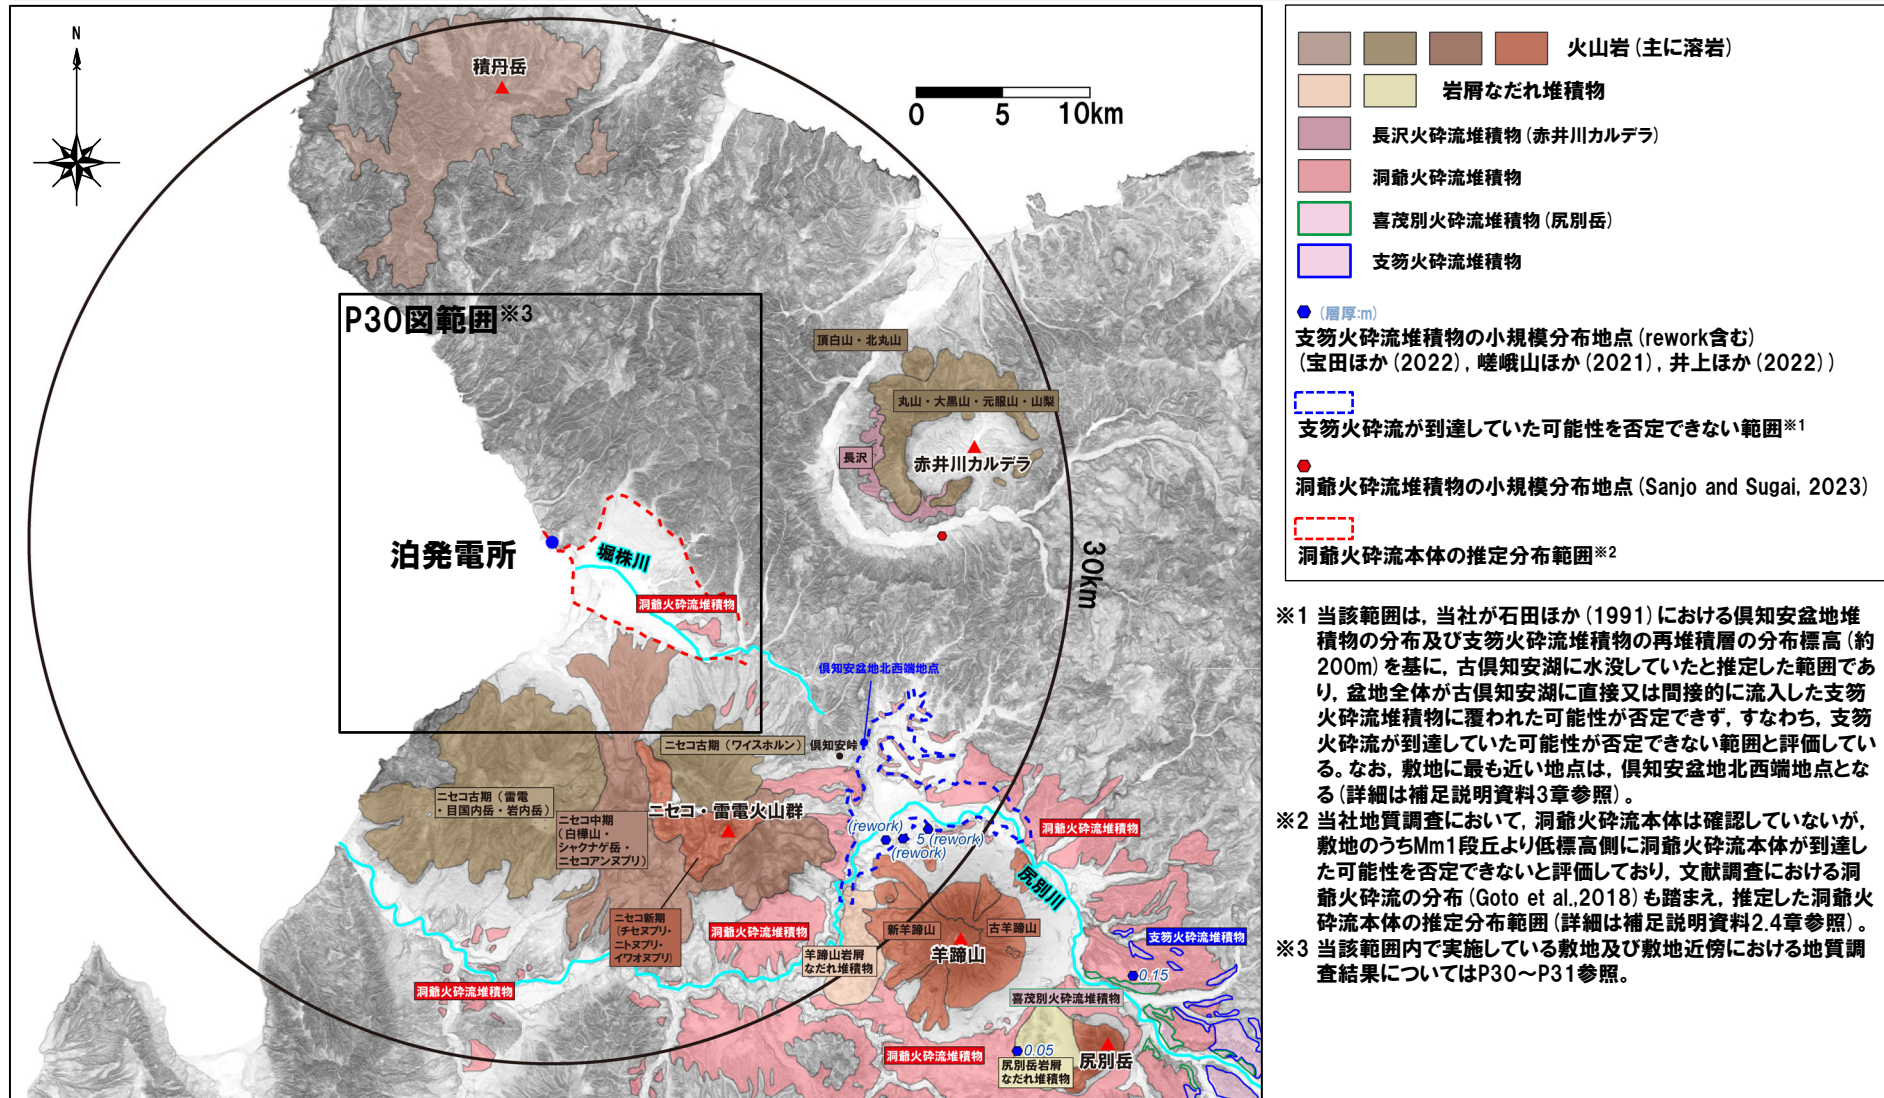 N
積丹岳
0 5 10km
P30図範囲※3
頂白山・北丸山
丸山・大黒山・元服山・山梨
長沢
赤井川カルデラ
泊発電所
堀株川
30km
洞爺火砕流堆積物
倶知安盆地北西端地点
ニセコ古期（ワイスホルン）
倶知安峠
ニセコ古期（雷電
・目国内岳・岩内岳）
ニセコ・雷電火山群
ニセコ中期
（白樺山・
シャクナゲ岳・
ニセコアンヌプリ）
(rework)
5 (rework)
(rework)
洞爺火砕流堆積物
尻別川
ニセコ新期
（チセヌプリ・
ニトヌプリ・
イワオヌプリ）
洞爺火砕流堆積物
新羊蹄山
古羊蹄山
羊蹄山
羊蹄山岩屑
なだれ堆積物
支笏火砕流堆積物
0.15
洞爺火砕流堆積物
喜茂別火砕流堆積物
洞爺火砕流堆積物
0.05
尻別岳岩屑
なだれ堆積物
尻別岳
火山岩（主に溶岩）
岩屑なだれ堆積物
長沢火砕流堆積物（赤井川カルデラ）
洞爺火砕流堆積物
喜茂別火砕流堆積物（尻別岳）
支笏火砕流堆積物
（層厚:m）
支笏火砕流堆積物の小規模分布地点（rework含む）
（宝田ほか（2022），嵯峨山ほか（2021），井上ほか（2022））
支笏火砕流が到達していた可能性を否定できない範囲※1
洞爺火砕流堆積物の小規模分布地点（Sanjo and Sugai, 2023）
洞爺火砕流本体の推定分布範囲※2
※1 当該範囲は，当社が石田ほか（1991）における倶知安盆地堆
積物の分布及び支笏火砕流堆積物の再堆積層の分布標高（約
200m）を基に，古倶知安湖に水没していたと推定した範囲であ
り，盆地全体が古倶知安湖に直接又は間接的に流入した支笏
火砕流堆積物に覆われた可能性が否定できず，すなわち，支笏
火砕流が到達していた可能性が否定できない範囲と評価してい
る。なお，敷地に最も近い地点は，倶知安盆地北西端地点とな
る（詳細は補足説明資料3章参照）。
※2 当社地質調査において，洞爺火砕流本体は確認していないが，
敷地のうちMm1段丘より低標高側に洞爺火砕流本体が到達し
た可能性を否定できないと評価しており，文献調査における洞
爺火砕流の分布（Goto et al.,2018）も踏まえ，推定した洞爺火
砕流本体の推定分布範囲（詳細は補足説明資料2.4章参照）。
※3 当該範囲内で実施している敷地及び敷地近傍における地質調
査結果についてはP30～P31参照。